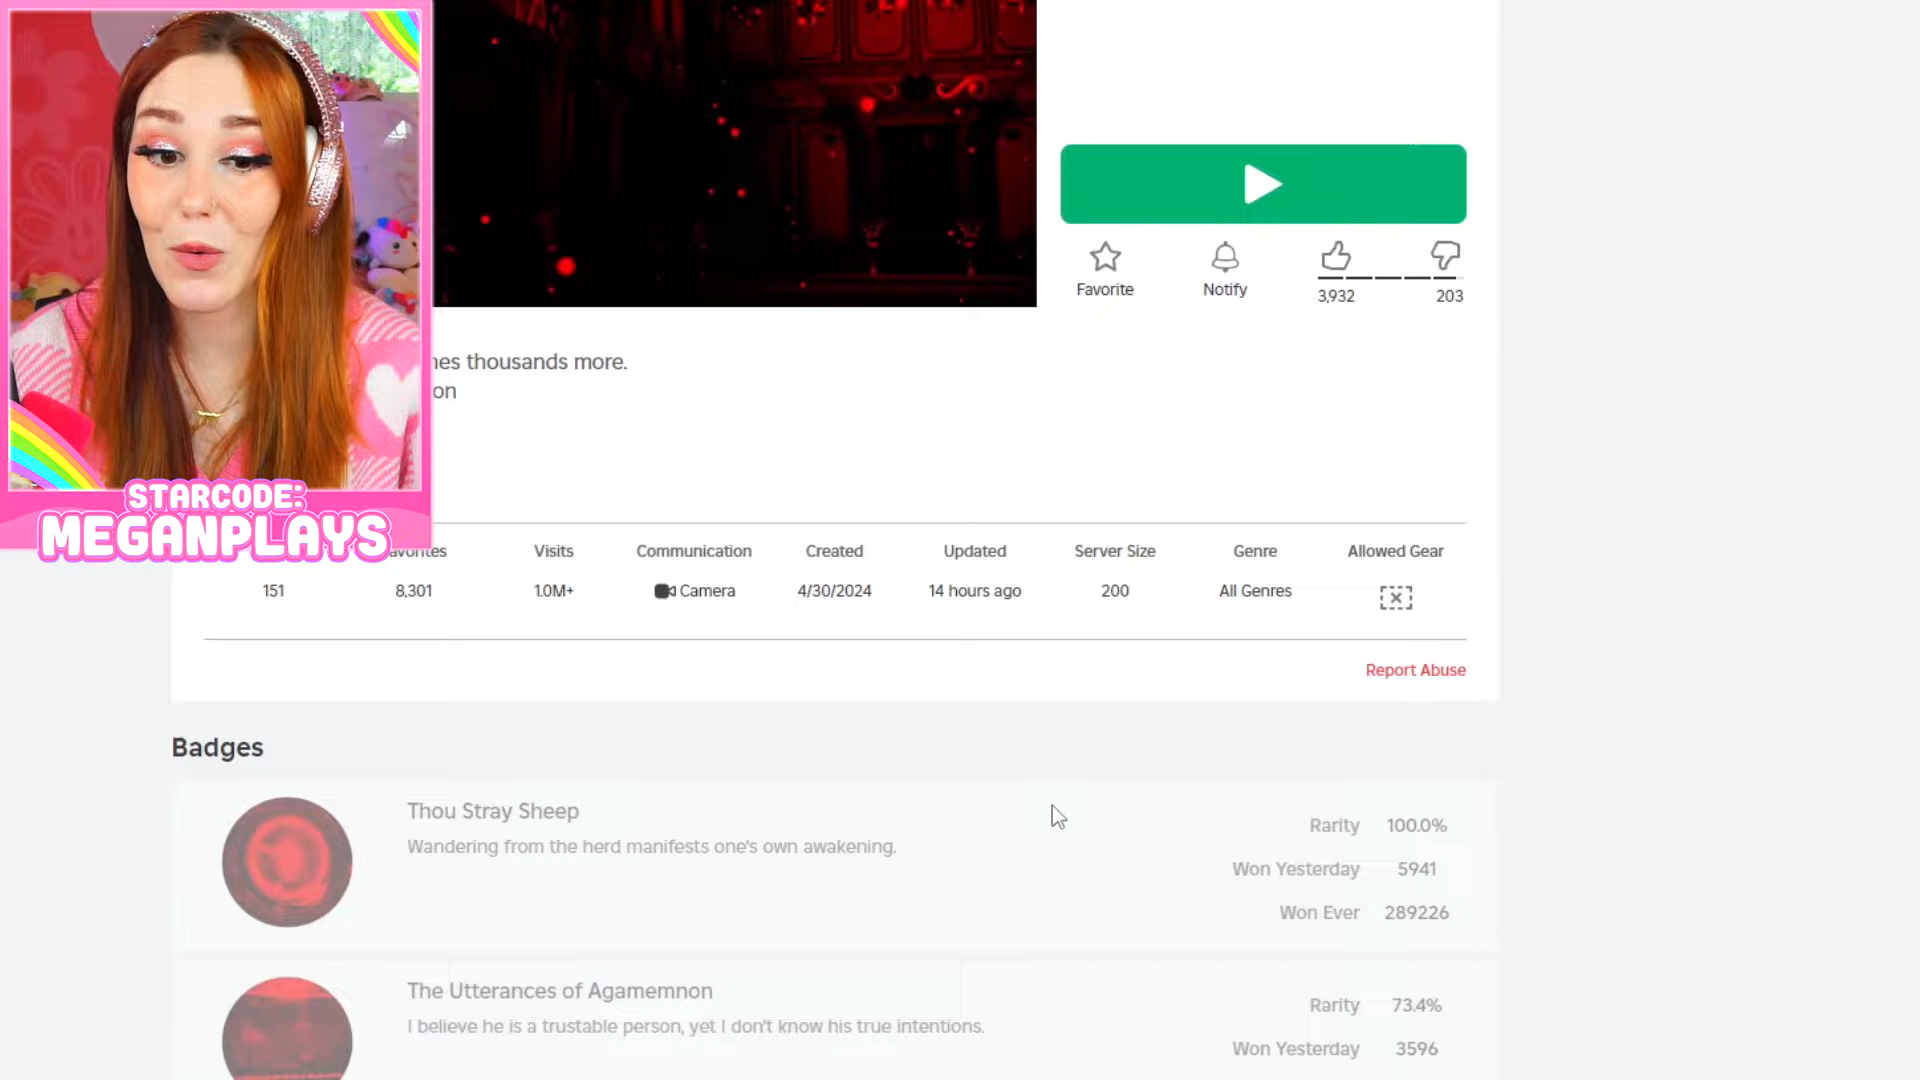 Favorite
Notify
3,932
203
thousands more.
on
STARCODE:
MEGANPLAYS
Visits
Communication
Created
Updated
Server Size
Genre
Allowed Gear
151
8,301
1.0M+
Camera
4/30/2024
14 hours ago
200
All Genres
Report Abuse
Badges
Thou Stray Sheep
Wandering from the herd manifests one's own awakening.
Rarity 100.0%
Won Yesterday 5941
Won Ever 289226
The Utterances of Agamemnon
I believe he is a trustable person, yet I don't know his true intentions.
Rarity 73.4%
Won Yesterday 3596